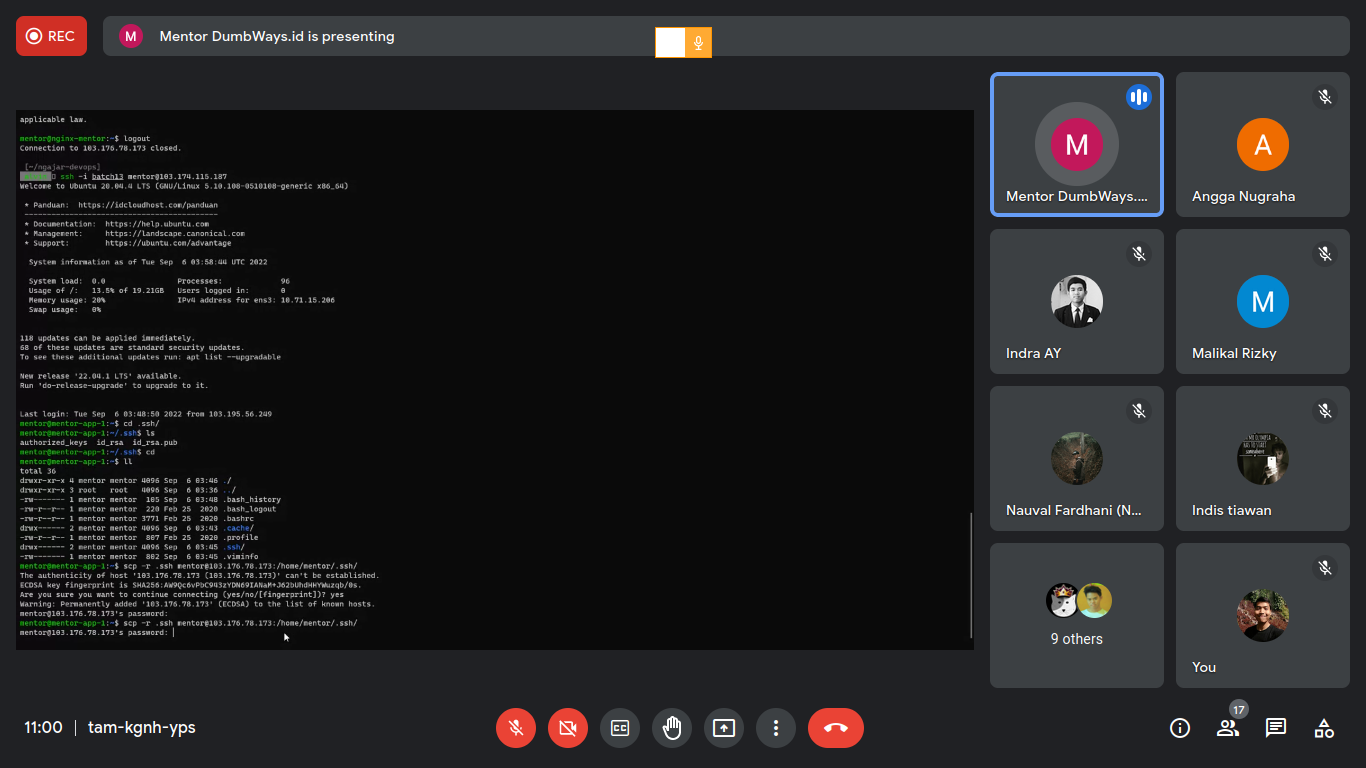 REC
M
Mentor DumbWays.id is presenting
applicable law.
mentor@nginx-mentor:~$ logout
Connection to 103.176.78.173 closed.
[~/ngajar-devops]
ssh -i batch13 mentor@103.174.115.187
Welcome to Ubuntu 20.04.4 LTS (GNU/Linux 5.10.108-0510108-generic x86_64)
* Panduan: https://idcloudhost.com/panduan
-------------------------------------------
* Documentation: https://help.ubuntu.com
* Management: https://landscape.canonical.com
* Support: https://ubuntu.com/advantage
System information as of Tue Sep 6 03:58:44 UTC 2022
System load: 0.0 Processes: 96
Usage of /: 13.5% of 19.21GB Users logged in: 0
Memory usage: 20% IPv4 address for ens3: 10.71.15.206
Swap usage: 0%
118 updates can be applied immediately.
68 of these updates are standard security updates.
To see these additional updates run: apt list --upgradable
New release '22.04.1 LTS' available.
Run 'do-release-upgrade' to upgrade to it.
Last login: Tue Sep 6 03:48:50 2022 from 103.195.56.249
mentor@mentor-app-1:~$ cd .ssh/
mentor@mentor-app-1:~/.ssh$ ls
authorized_keys id_rsa id_rsa.pub
mentor@mentor-app-1:~/.ssh$ cd
mentor@mentor-app-1:~$ ll
total 36
drwxr-xr-x 4 mentor mentor 4096 Sep 6 03:46 ./
drwxr-xr-x 3 root root 4096 Sep 6 03:36 ../
-rw------- 1 mentor mentor 105 Sep 6 03:48 .bash_history
-rw-r--r-- 1 mentor mentor 220 Feb 25 2020 .bash_logout
-rw-r--r-- 1 mentor mentor 3771 Feb 25 2020 .bashrc
drwx------ 2 mentor mentor 4096 Sep 6 03:43 .cache/
-rw-r--r-- 1 mentor mentor 807 Feb 25 2020 .profile
drwx------ 2 mentor mentor 4096 Sep 6 03:45 .ssh/
-rw------- 1 mentor mentor 802 Sep 6 03:45 .viminfo
mentor@mentor-app-1:~$ scp -r .ssh mentor@103.176.78.173:/home/mentor/.ssh/
The authenticity of host '103.176.78.173 (103.176.78.173)' can't be established.
ECDSA key fingerprint is
Are you sure you want to continue connecting (yes/no/[fingerprint])? yes
Warning: Permanently added '103.176.78.173' (ECDSA) to the list of known hosts.
mentor@103.176.78.173's password:
mentor@mentor-app-1:~$ scp -r .ssh mentor@103.176.78.173:/home/mentor/.ssh/
mentor@103.176.78.173's password:
M
Mentor DumbWays....
A
Angga Nugraha
Indra AY
M
Malikal Rizky
Nauval Fardhani (N...
Indis tiawan
9 others
You
11:00 | tam-kgnh-yps
CC
17